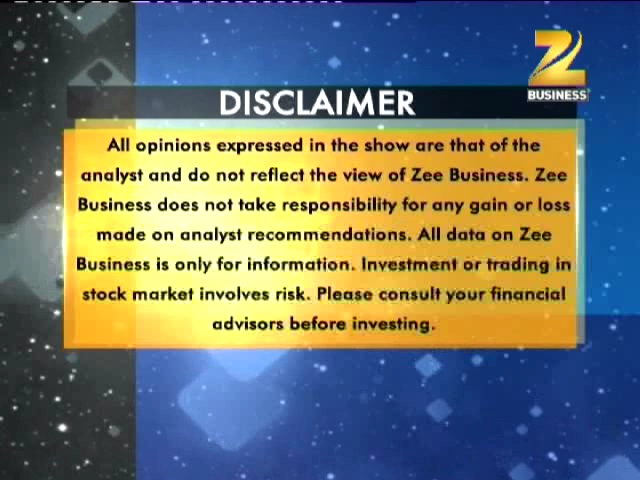 Z
BUSINESS
DISCLAIMER
All opinions expressed in the show are that of the
analyst and do not reflect the view of Zee Business. Zee
Business does not take responsibility for any gain or loss
made on analyst recommendations. All data on Zee
Business is only for information. Investment or trading in
stock market involves risk. Please consult your financial
advisors before investing.